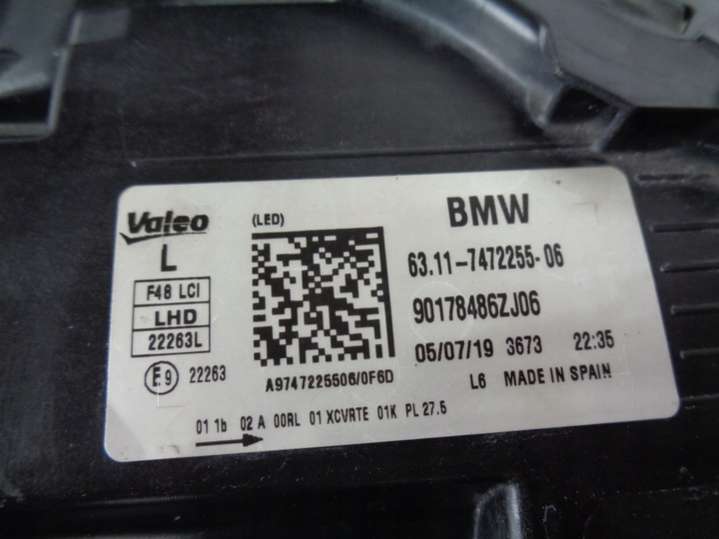 Valeo
(LED)
BMW
L
F48 LCI
LHD
22263L
E9 22263
A9747225506/0F6D
63.11-7472255-06
90178486ZJ06
05/07/19 3673 22:35
L6 MADE IN SPAIN
01 1b 02 A 00RL 01 XCVRTE 01K PL 27.5